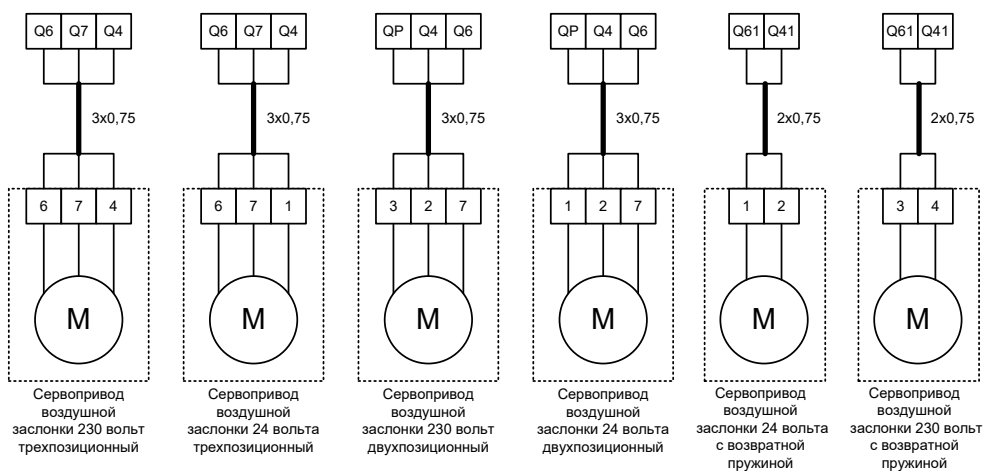 Q6 Q7 Q4
Q6 Q7 Q4
QP Q4 Q6
QP Q4 Q6
Q61 Q41
Q61 Q41
3x0,75
3x0,75
3x0,75
3x0,75
2x0,75
2x0,75
6 7 4
6 7 1
3 2 7
1 2 7
1 2
3 4
M
M
M
M
M
M
Сервопривод
воздушной
заслонки 230 вольт
трехпозиционный
Сервопривод
воздушной
заслонки 24 вольта
трехпозиционный
Сервопривод
воздушной
заслонки 230 вольт
двухпозиционный
Сервопривод
воздушной
заслонки 24 вольта
двухпозиционный
Сервопривод
воздушной
заслонки 24 вольта
с возвратной
пружиной
Сервопривод
воздушной
заслонки 230 вольт
с возвратной
пружиной